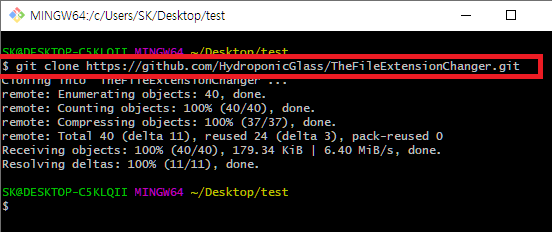 MINGW64:/c/Users/SK/Desktop/test
SK@DESKTOP-C5KLQII MINGW64 ~/Desktop/test
$ git clone https://github.com/HydroponicGlass/TheFileExtensionChanger.git
Cloning into 'TheFileExtensionChanger'...
remote: Enumerating objects: 40, done.
remote: Counting objects: 100% (40/40), done.
remote: Compressing objects: 100% (37/37), done.
remote: Total 40 (delta 11), reused 24 (delta 3), pack-reused 0
Receiving objects: 100% (40/40), 179.34 KiB | 6.40 MiB/s, done.
Resolving deltas: 100% (11/11), done.
SK@DESKTOP-C5KLQII MINGW64 ~/Desktop/test
$